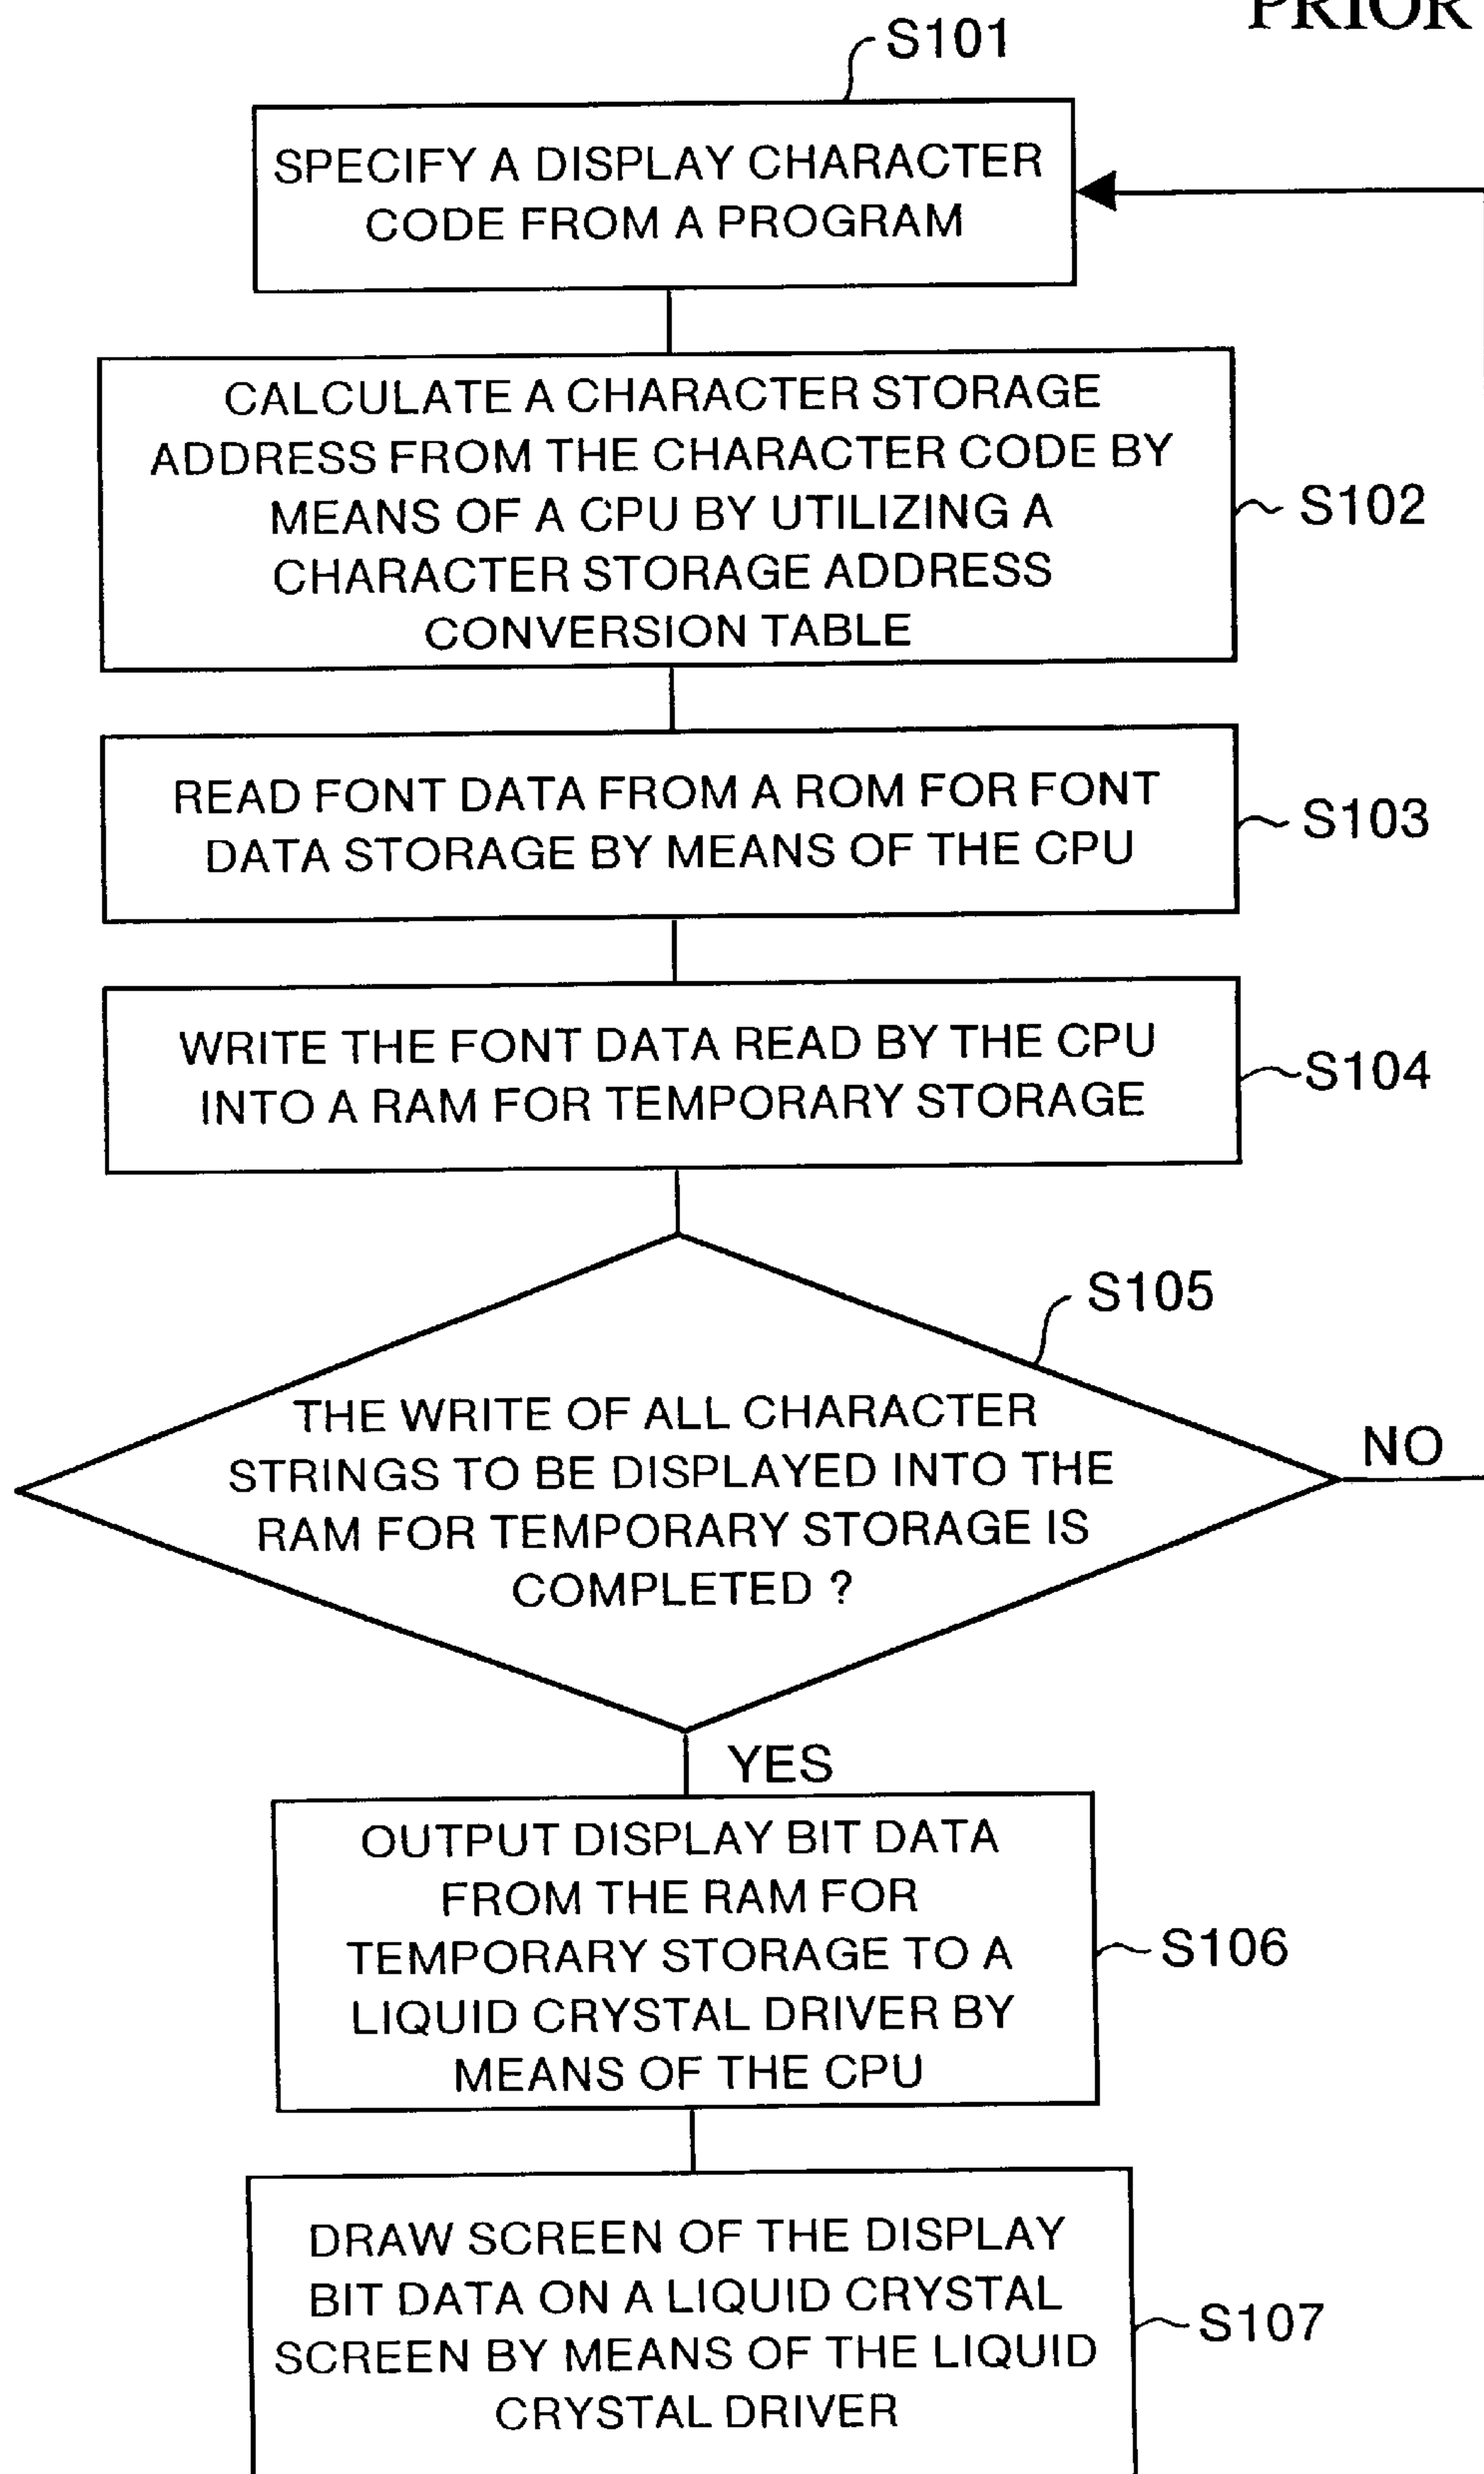 PRIOR
S101
SPECIFY A DISPLAY CHARACTER
CODE FROM A PROGRAM
CALCULATE A CHARACTER STORAGE
ADDRESS FROM THE CHARACTER CODE BY
MEANS OF A CPU BY UTILIZING A
CHARACTER STORAGE ADDRESS
CONVERSION TABLE
S102
READ FONT DATA FROM A ROM FOR FONT
DATA STORAGE BY MEANS OF THE CPU
S103
WRITE THE FONT DATA READ BY THE CPU
INTO A RAM FOR TEMPORARY STORAGE
S104
S105
THE WRITE OF ALL CHARACTER
STRINGS TO BE DISPLAYED INTO THE
RAM FOR TEMPORARY STORAGE IS
COMPLETED ?
NO
YES
OUTPUT DISPLAY BIT DATA
FROM THE RAM FOR
TEMPORARY STORAGE TO A
LIQUID CRYSTAL DRIVER BY
MEANS OF THE CPU
S106
DRAW SCREEN OF THE DISPLAY
BIT DATA ON A LIQUID CRYSTAL
SCREEN BY MEANS OF THE LIQUID
CRYSTAL DRIVER
S107